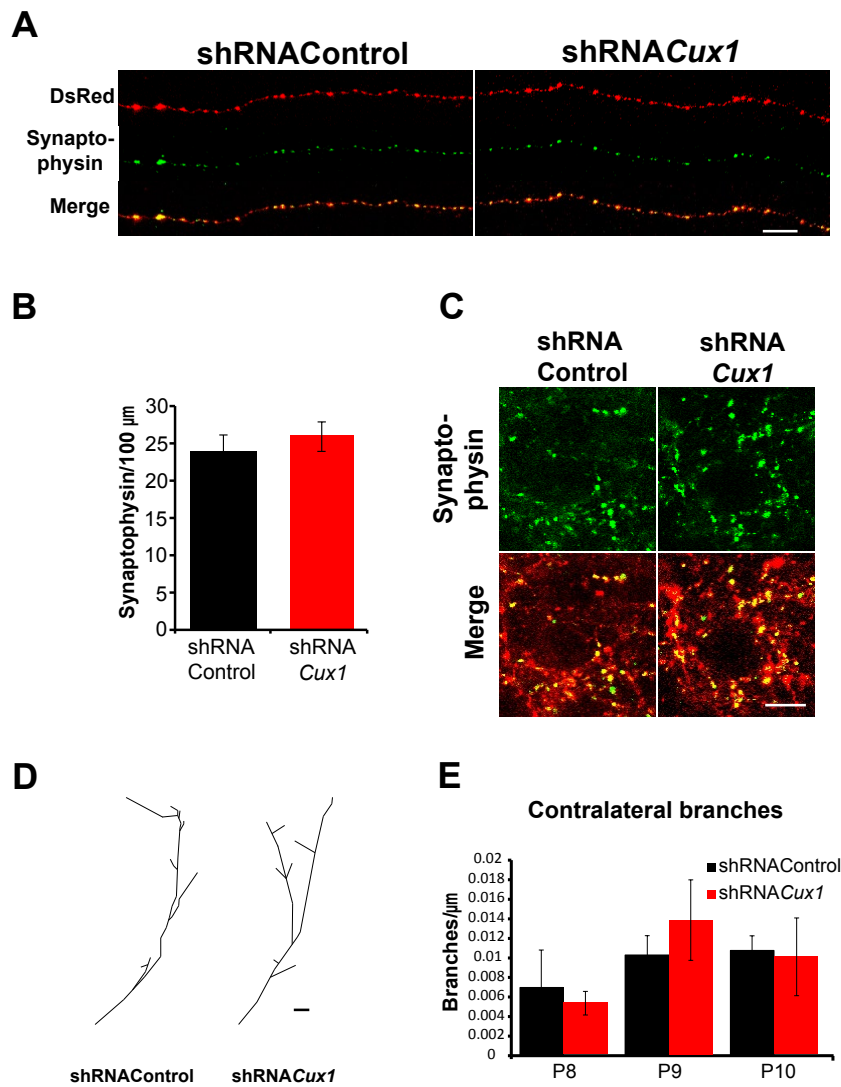 A
shRNAControl
shRNACux1
DsRed
Synapto-
physin
Merge
B
Synaptophysin/100 µm
30
25
20
15
10
5
0
shRNA
Control
shRNA
Cux1
C
shRNA
Control
shRNA
Cux1
Synapto-
physin
Merge
D
shRNAControl
shRNACux1
E
Contralateral branches
Branches/µm
0.02
0.018
0.016
0.014
0.012
0.01
0.008
0.006
0.004
0.002
0
shRNAControl
shRNACux1
P8
P9
P10